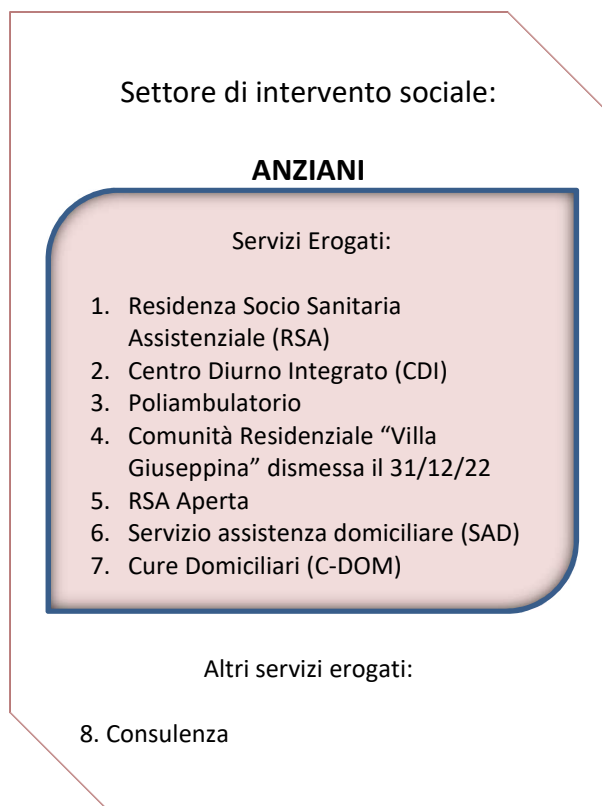 Settore di intervento sociale:
ANZIANI
Servizi Erogati:
1. Residenza Socio Sanitaria
Assistenziale (RSA)
2. Centro Diurno Integrato (CDI)
3. Poliambulatorio
4. Comunità Residenziale “Villa
Giuseppina” dismessa il 31/12/22
5. RSA Aperta
6. Servizio assistenza domiciliare (SAD)
7. Cure Domiciliari (C-DOM)
Altri servizi erogati:
8. Consulenza